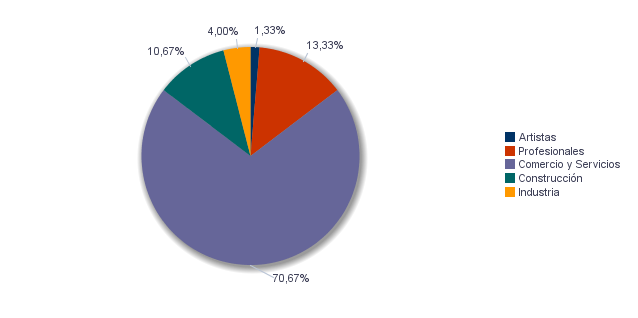 4,00%
1,33%
13,33%
10,67%
70,67%
Artistas
Profesionales
Comercio y Servicios
Construcción
Industria